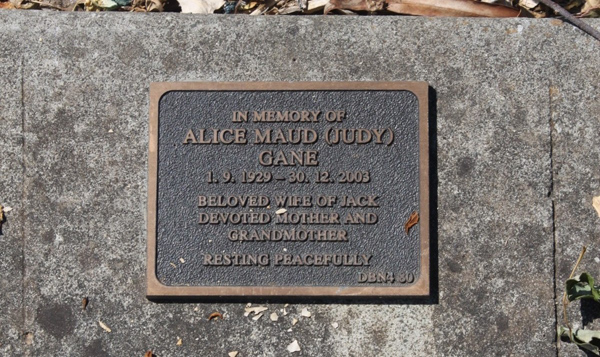 IN MEMORY OF
ALICE MAUD (JUDY)
GANE
1. 9. 1929 – 30. 12. 2003
BELOVED WIFE OF JACK
DEVOTED MOTHER AND
GRANDMOTHER
RESTING PEACEFULLY
DBN4 80